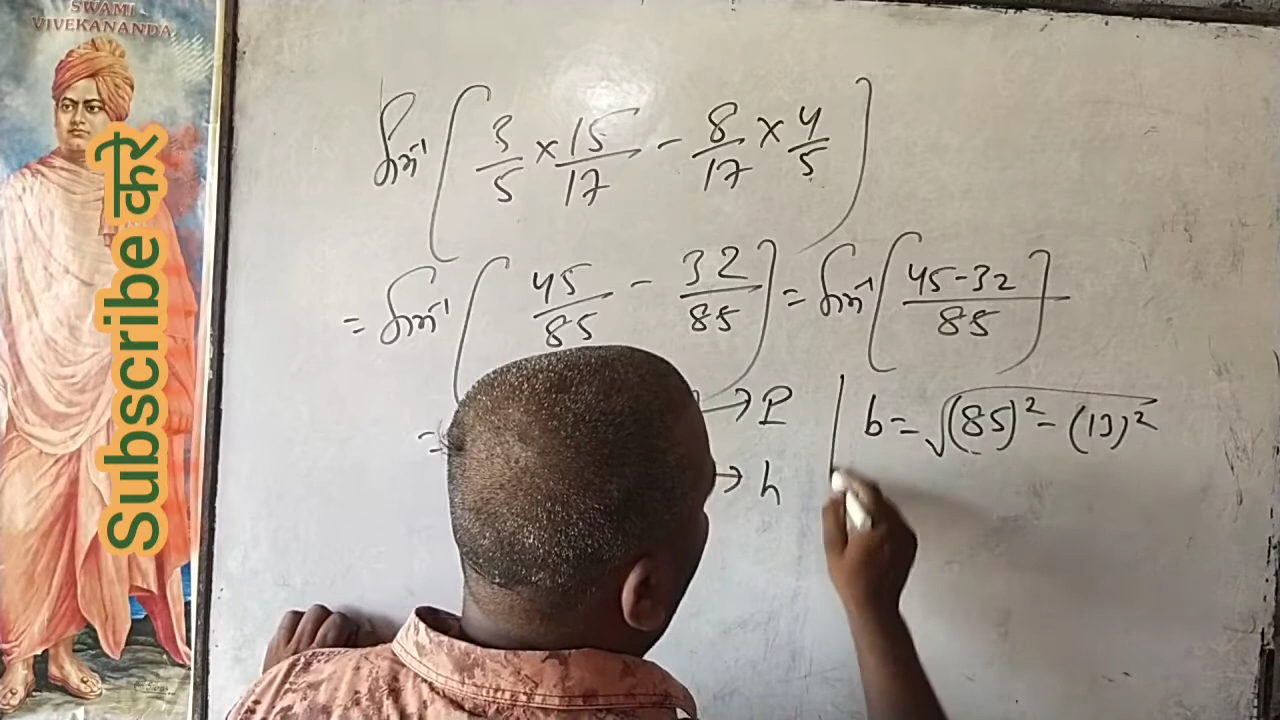 SWAMI
VIVEKANANDA
Subscribe करे
sin⁻¹ ( 3/5 × 15/17 - 8/17 × 4/5 )
= sin⁻¹ ( 45/85 - 32/85 ) = sin⁻¹ ( 45-32/85 )
= → P
→ h
b = √(85)² - (13)²